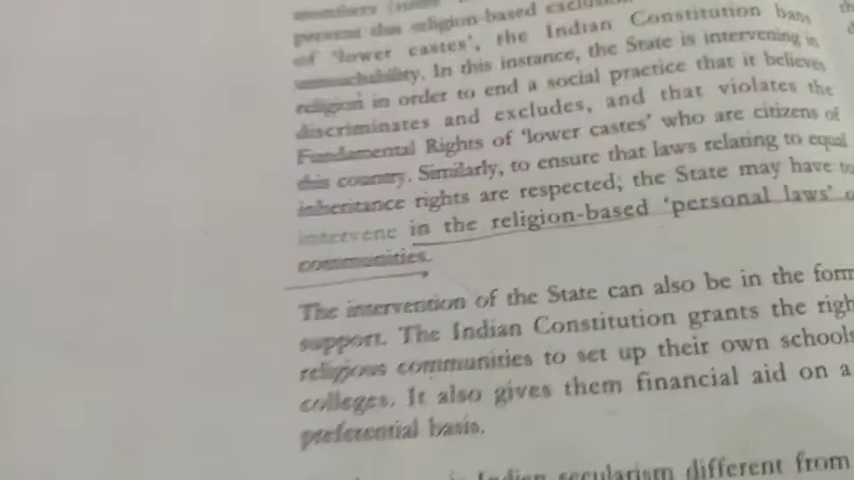 prevent this religion-based
of 'lower castes', the Indian Constitution bans
untouchability. In this instance, the State is intervening in
religion in order to end a social practice that it believes
discriminates and excludes, and that violates the
Fundamental Rights of 'lower castes' who are citizens of
this country. Similarly, to ensure that laws relating to equal
inheritance rights are respected, the State may have to
intervene in the religion-based 'personal laws'
communities.
The intervention of the State can also be in the form
support. The Indian Constitution grants the
religious communities to set up their own schools
colleges. It also gives them financial aid on a
preferential basis.
Indian secularism different from